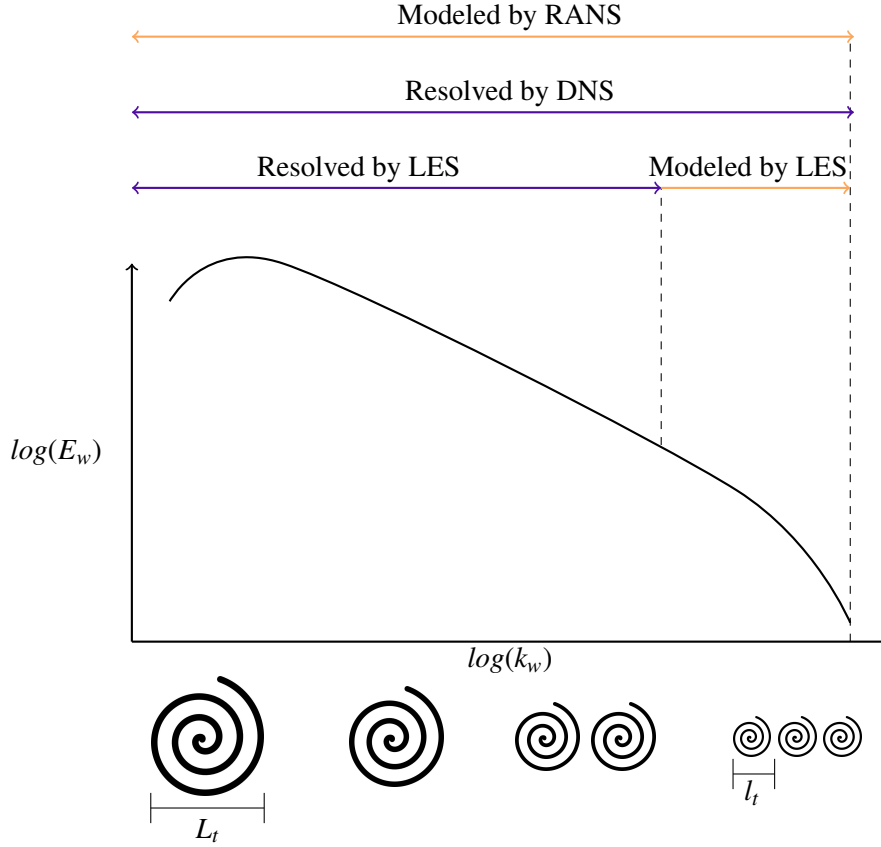 Modeled by RANS
Resolved by DNS
Resolved by LES
Modeled by LES
log(E_w)
log(k_w)
L_t
l_t